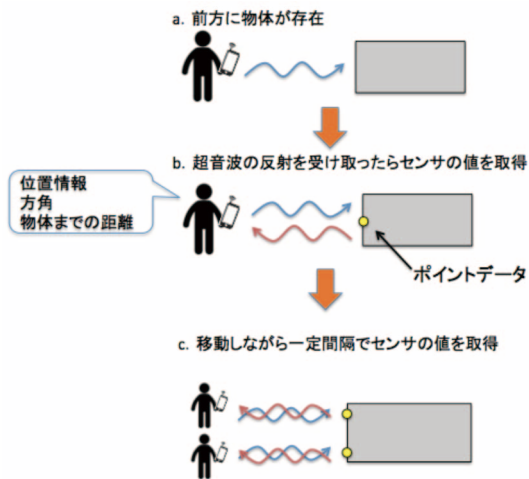 a. 前方に物体が存在
b. 超音波の反射を受け取ったらセンサの値を取得
位置情報
方角
物体までの距離
ポイントデータ
c. 移動しながら一定間隔でセンサの値を取得